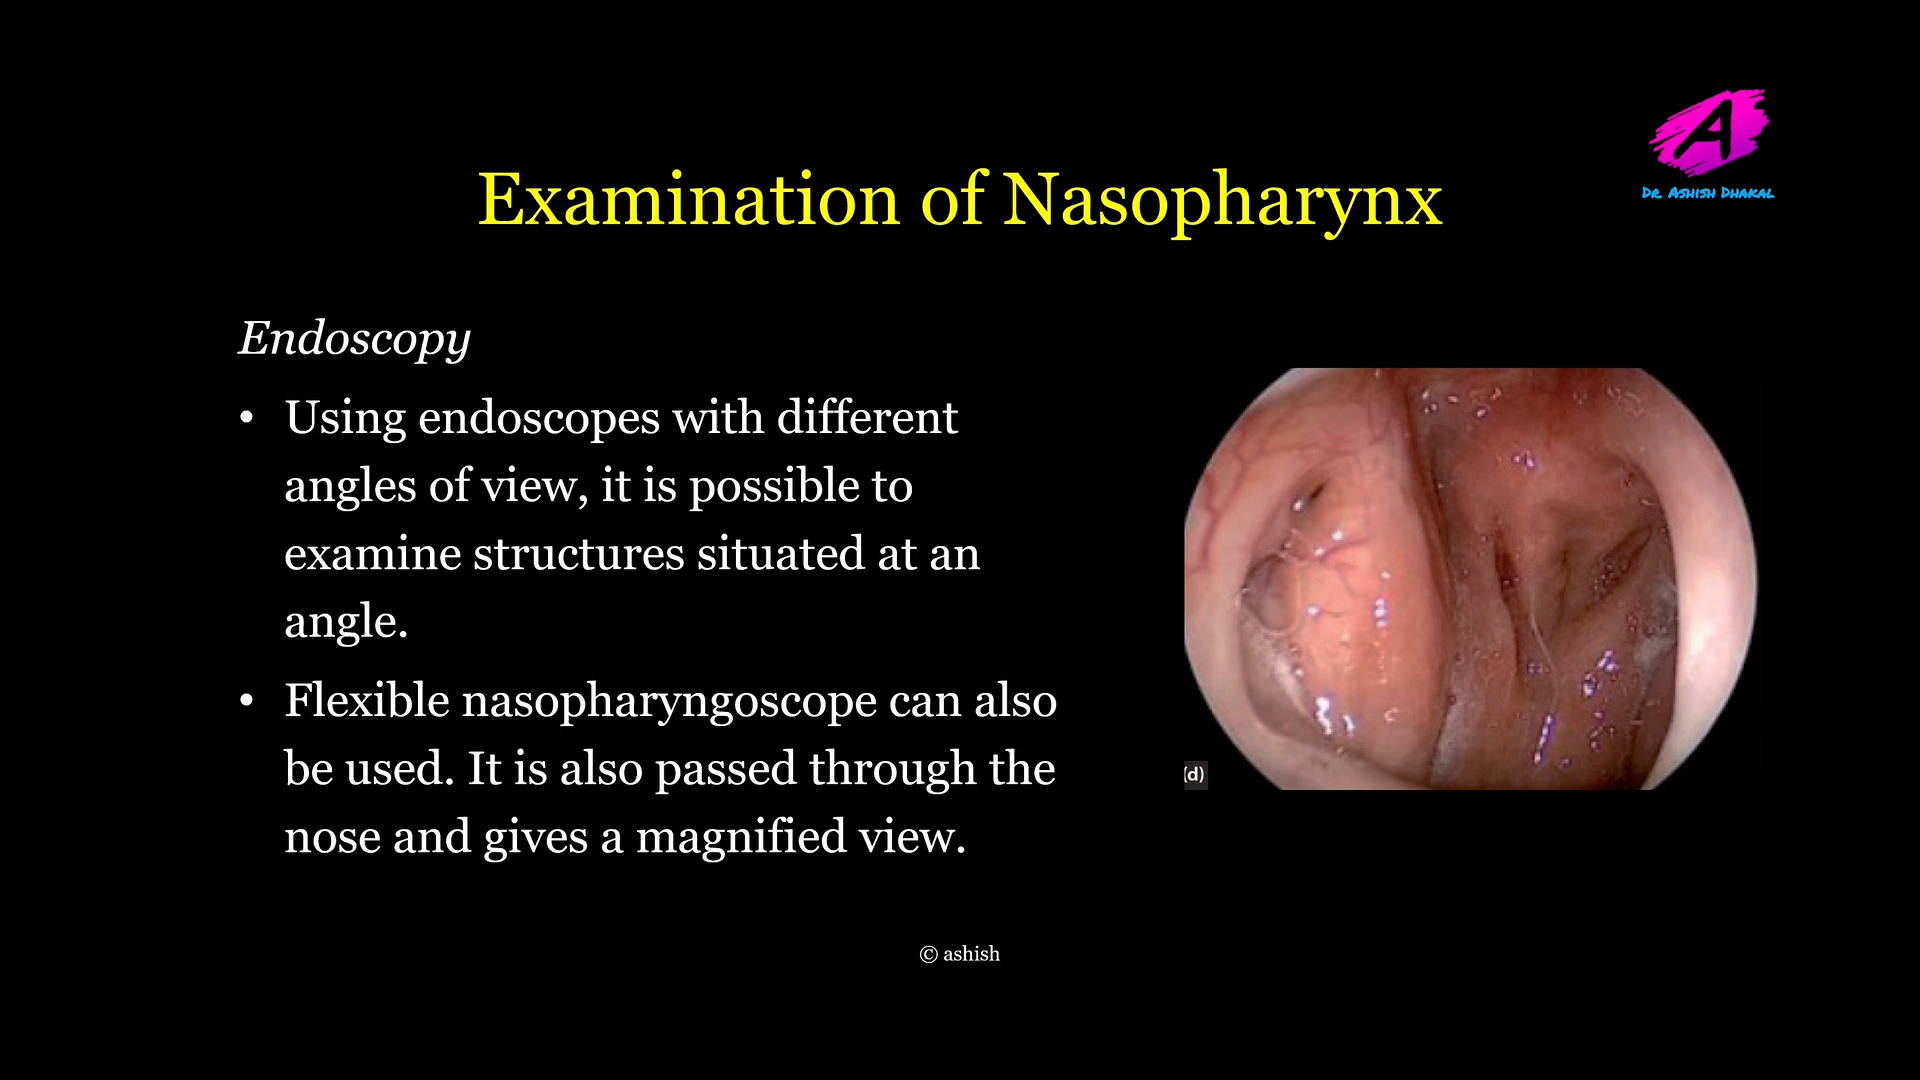 A
Dr. Ashish Dhakal
Examination of Nasopharynx
Endoscopy
• Using endoscopes with different
angles of view, it is possible to
examine structures situated at an
angle.
• Flexible nasopharyngoscope can also
be used. It is also passed through the
nose and gives a magnified view.
(d)
© ashish